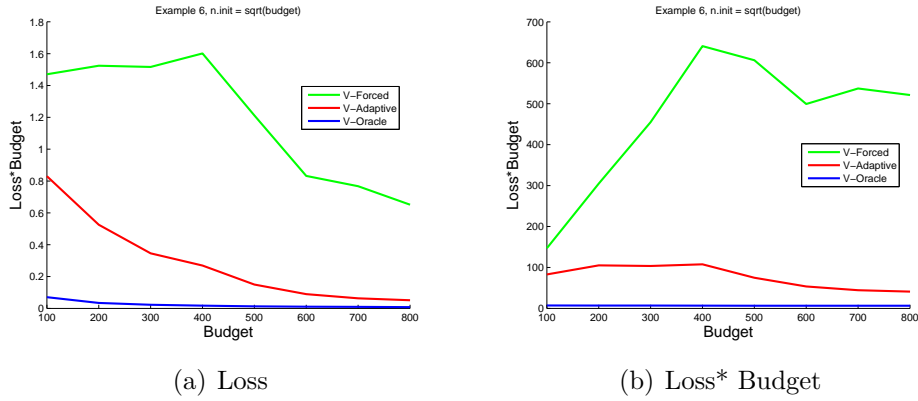 Example 6, n.init = sqrt(budget)
1.8
1.6
1.4
1.2
1
0.8
0.6
0.4
0.2
0
Loss*Budget
V-Forced
V-Adaptive
V-Oracle
100 200 300 400 500 600 700 800
Budget
(a) Loss
Example 6, n.init = sqrt(budget)
700
600
500
400
300
200
100
0
Loss*Budget
V-Forced
V-Adaptive
V-Oracle
100 200 300 400 500 600 700 800
Budget
(b) Loss* Budget